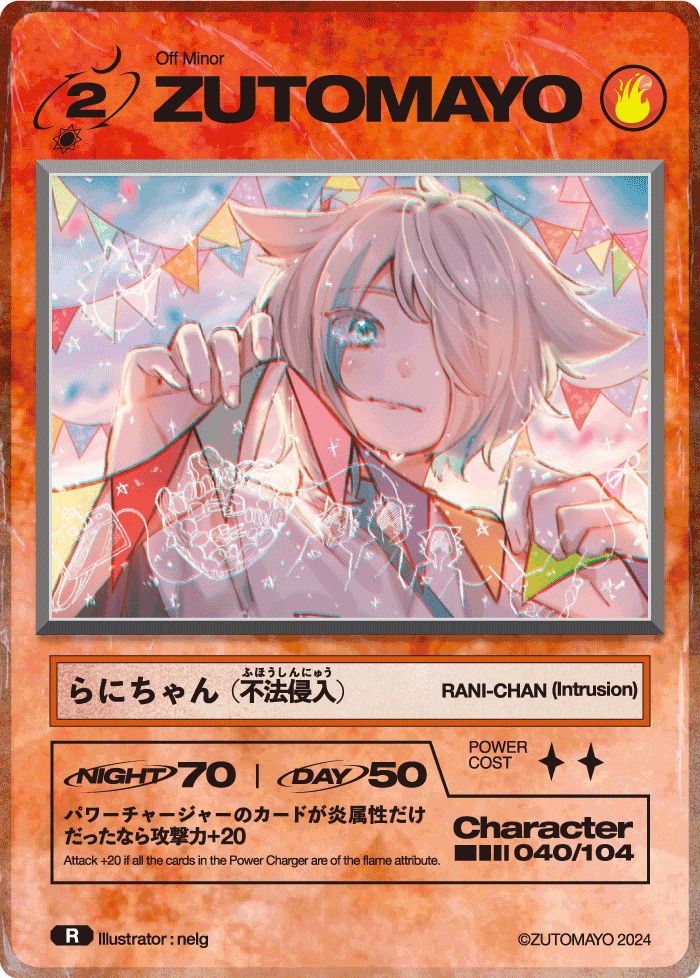 Off Minor
2
ZUTOMAYO
らにちゃん（不法侵入） RANI-CHAN (Intrusion)
ふほうしんにゅう
NIGHT 70 | DAY 50
POWER
COST
パワーチャージャーのカードが炎属性だけ
だったなら攻撃力+20
Attack +20 if all the cards in the Power Charger are of the flame attribute.
Character
040/104
R Illustrator : nelg
©ZUTOMAYO 2024